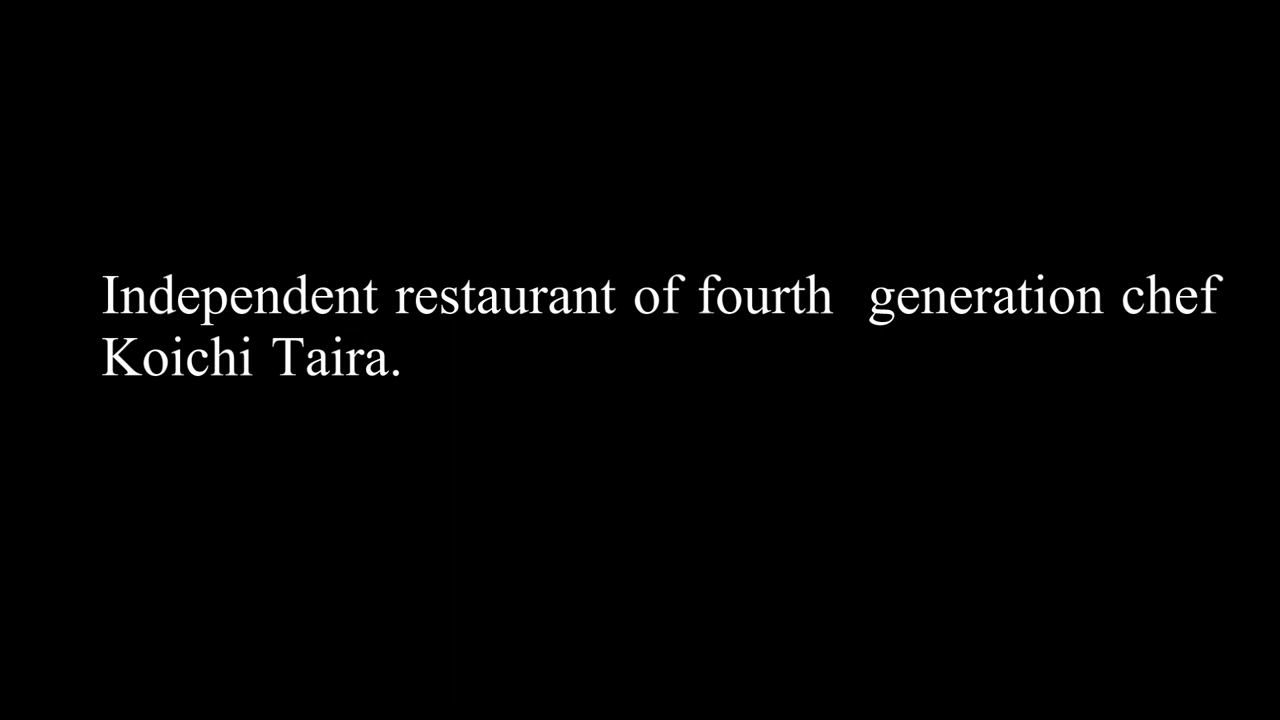 Independent restaurant of fourth  generation chef
Koichi Taira.